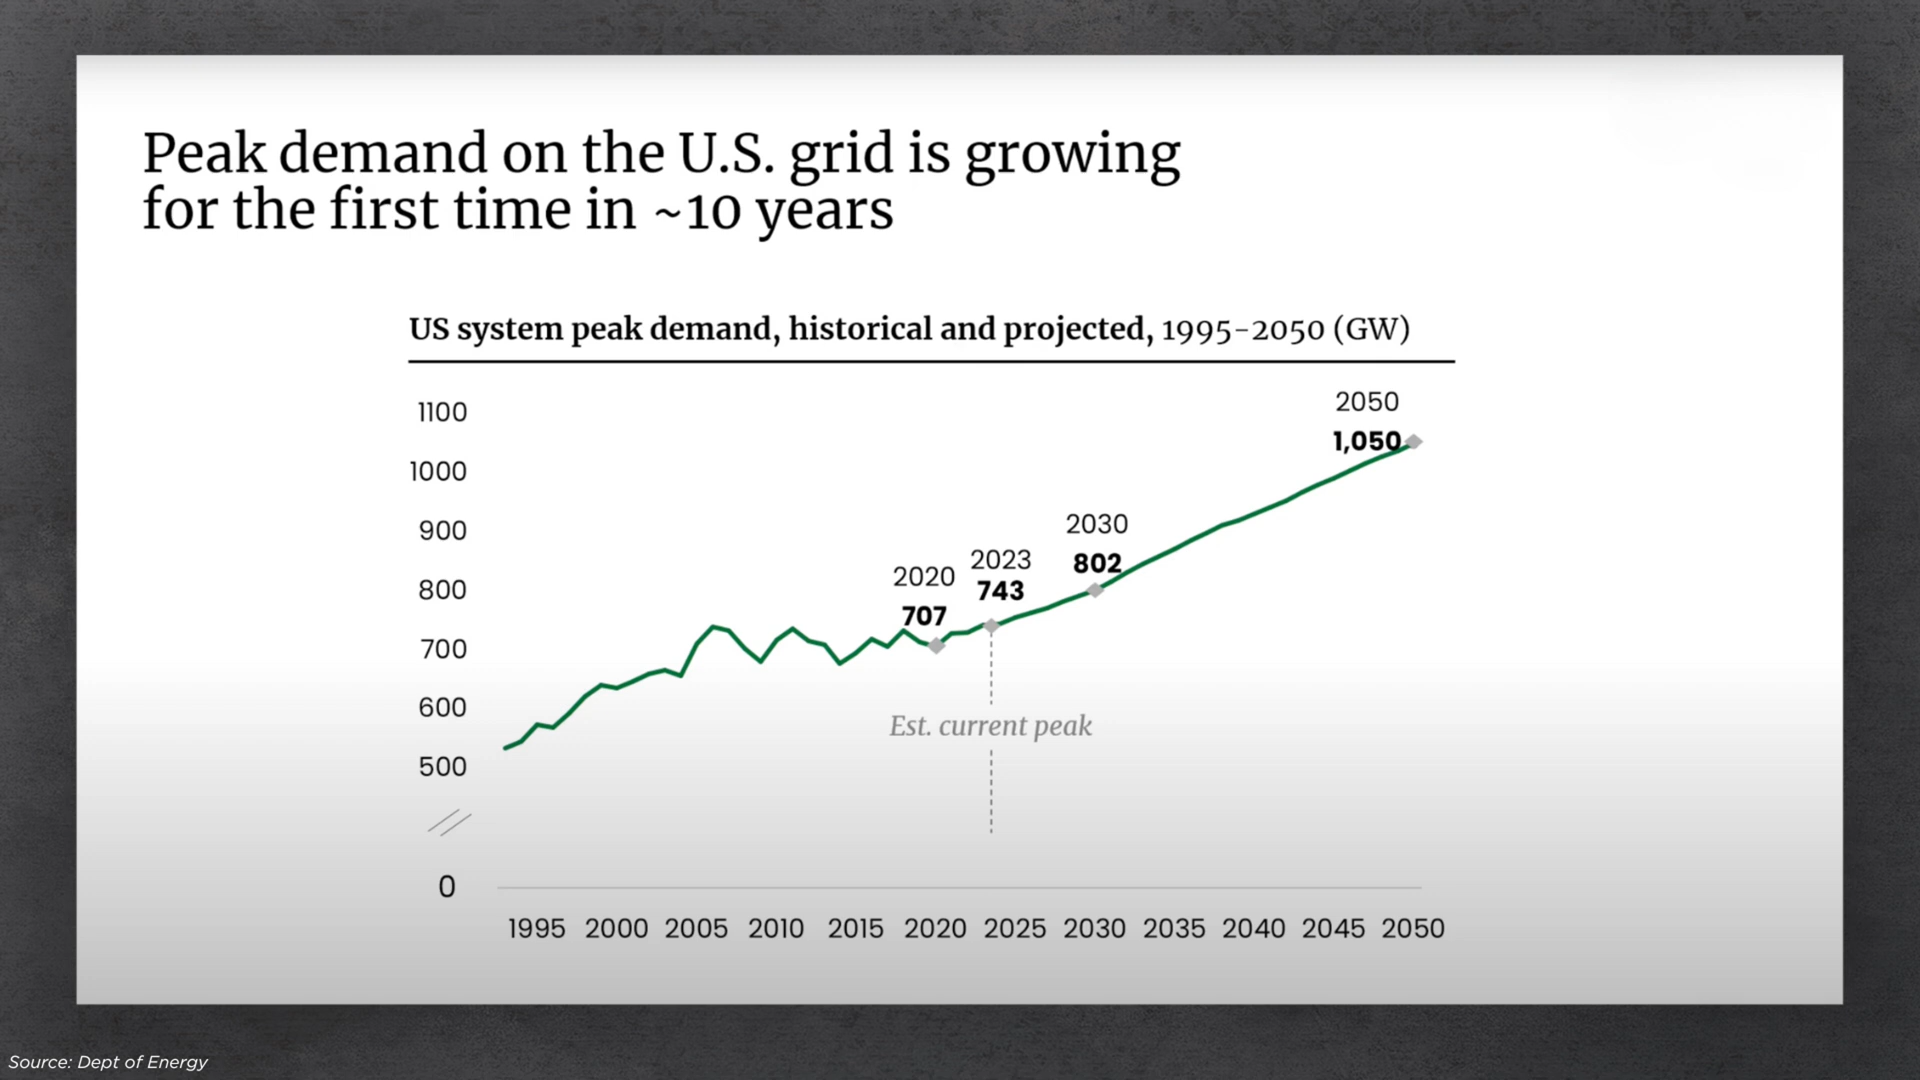 Peak demand on the U.S. grid is growing
for the first time in ~10 years
US system peak demand, historical and projected, 1995-2050 (GW)
1100
1000
900
800
700
600
500
0
2020
707
2023
743
2030
802
2050
1,050
Est. current peak
1995 2000 2005 2010 2015 2020 2025 2030 2035 2040 2045 2050
Source: Dept of Energy